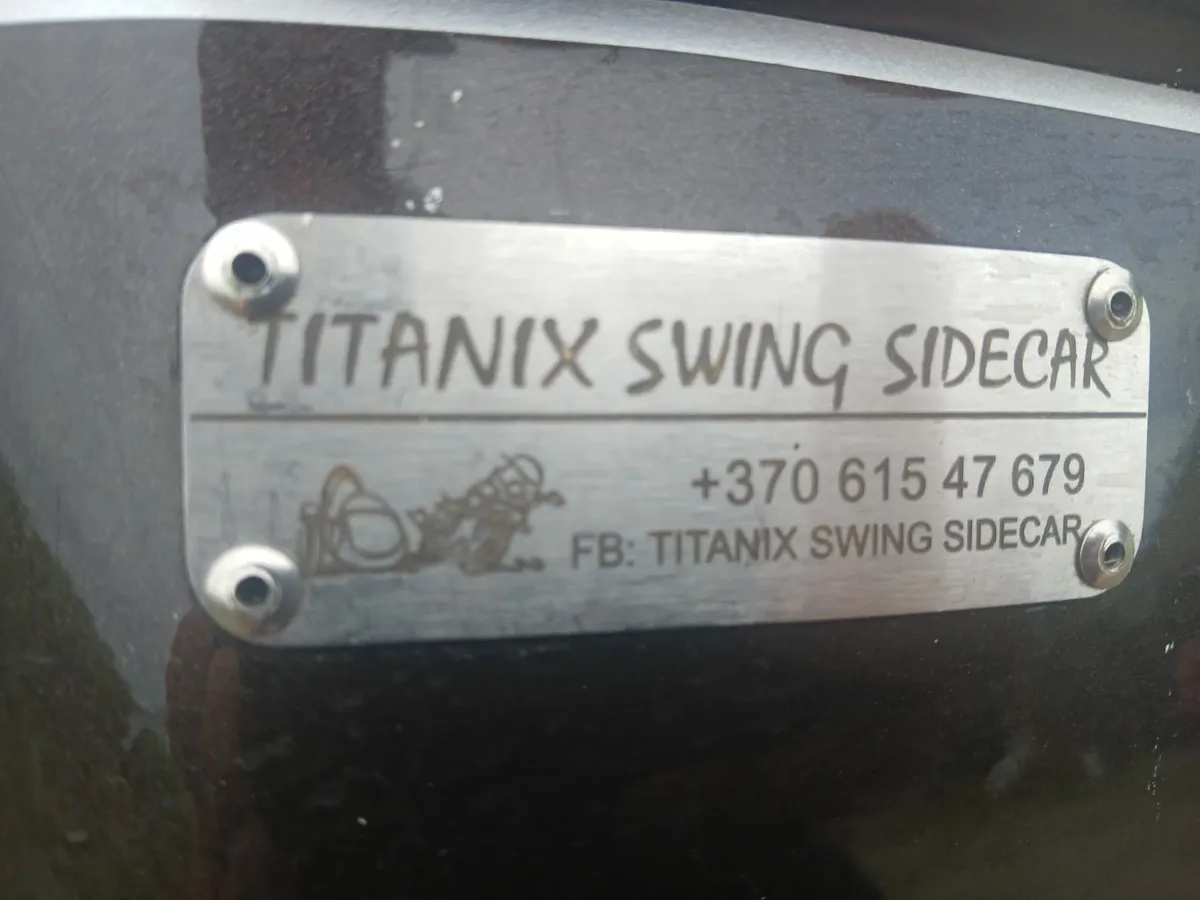 TITANIX SWING SIDECAR
+370 615 47 679
FB: TITANIX SWING SIDECAR